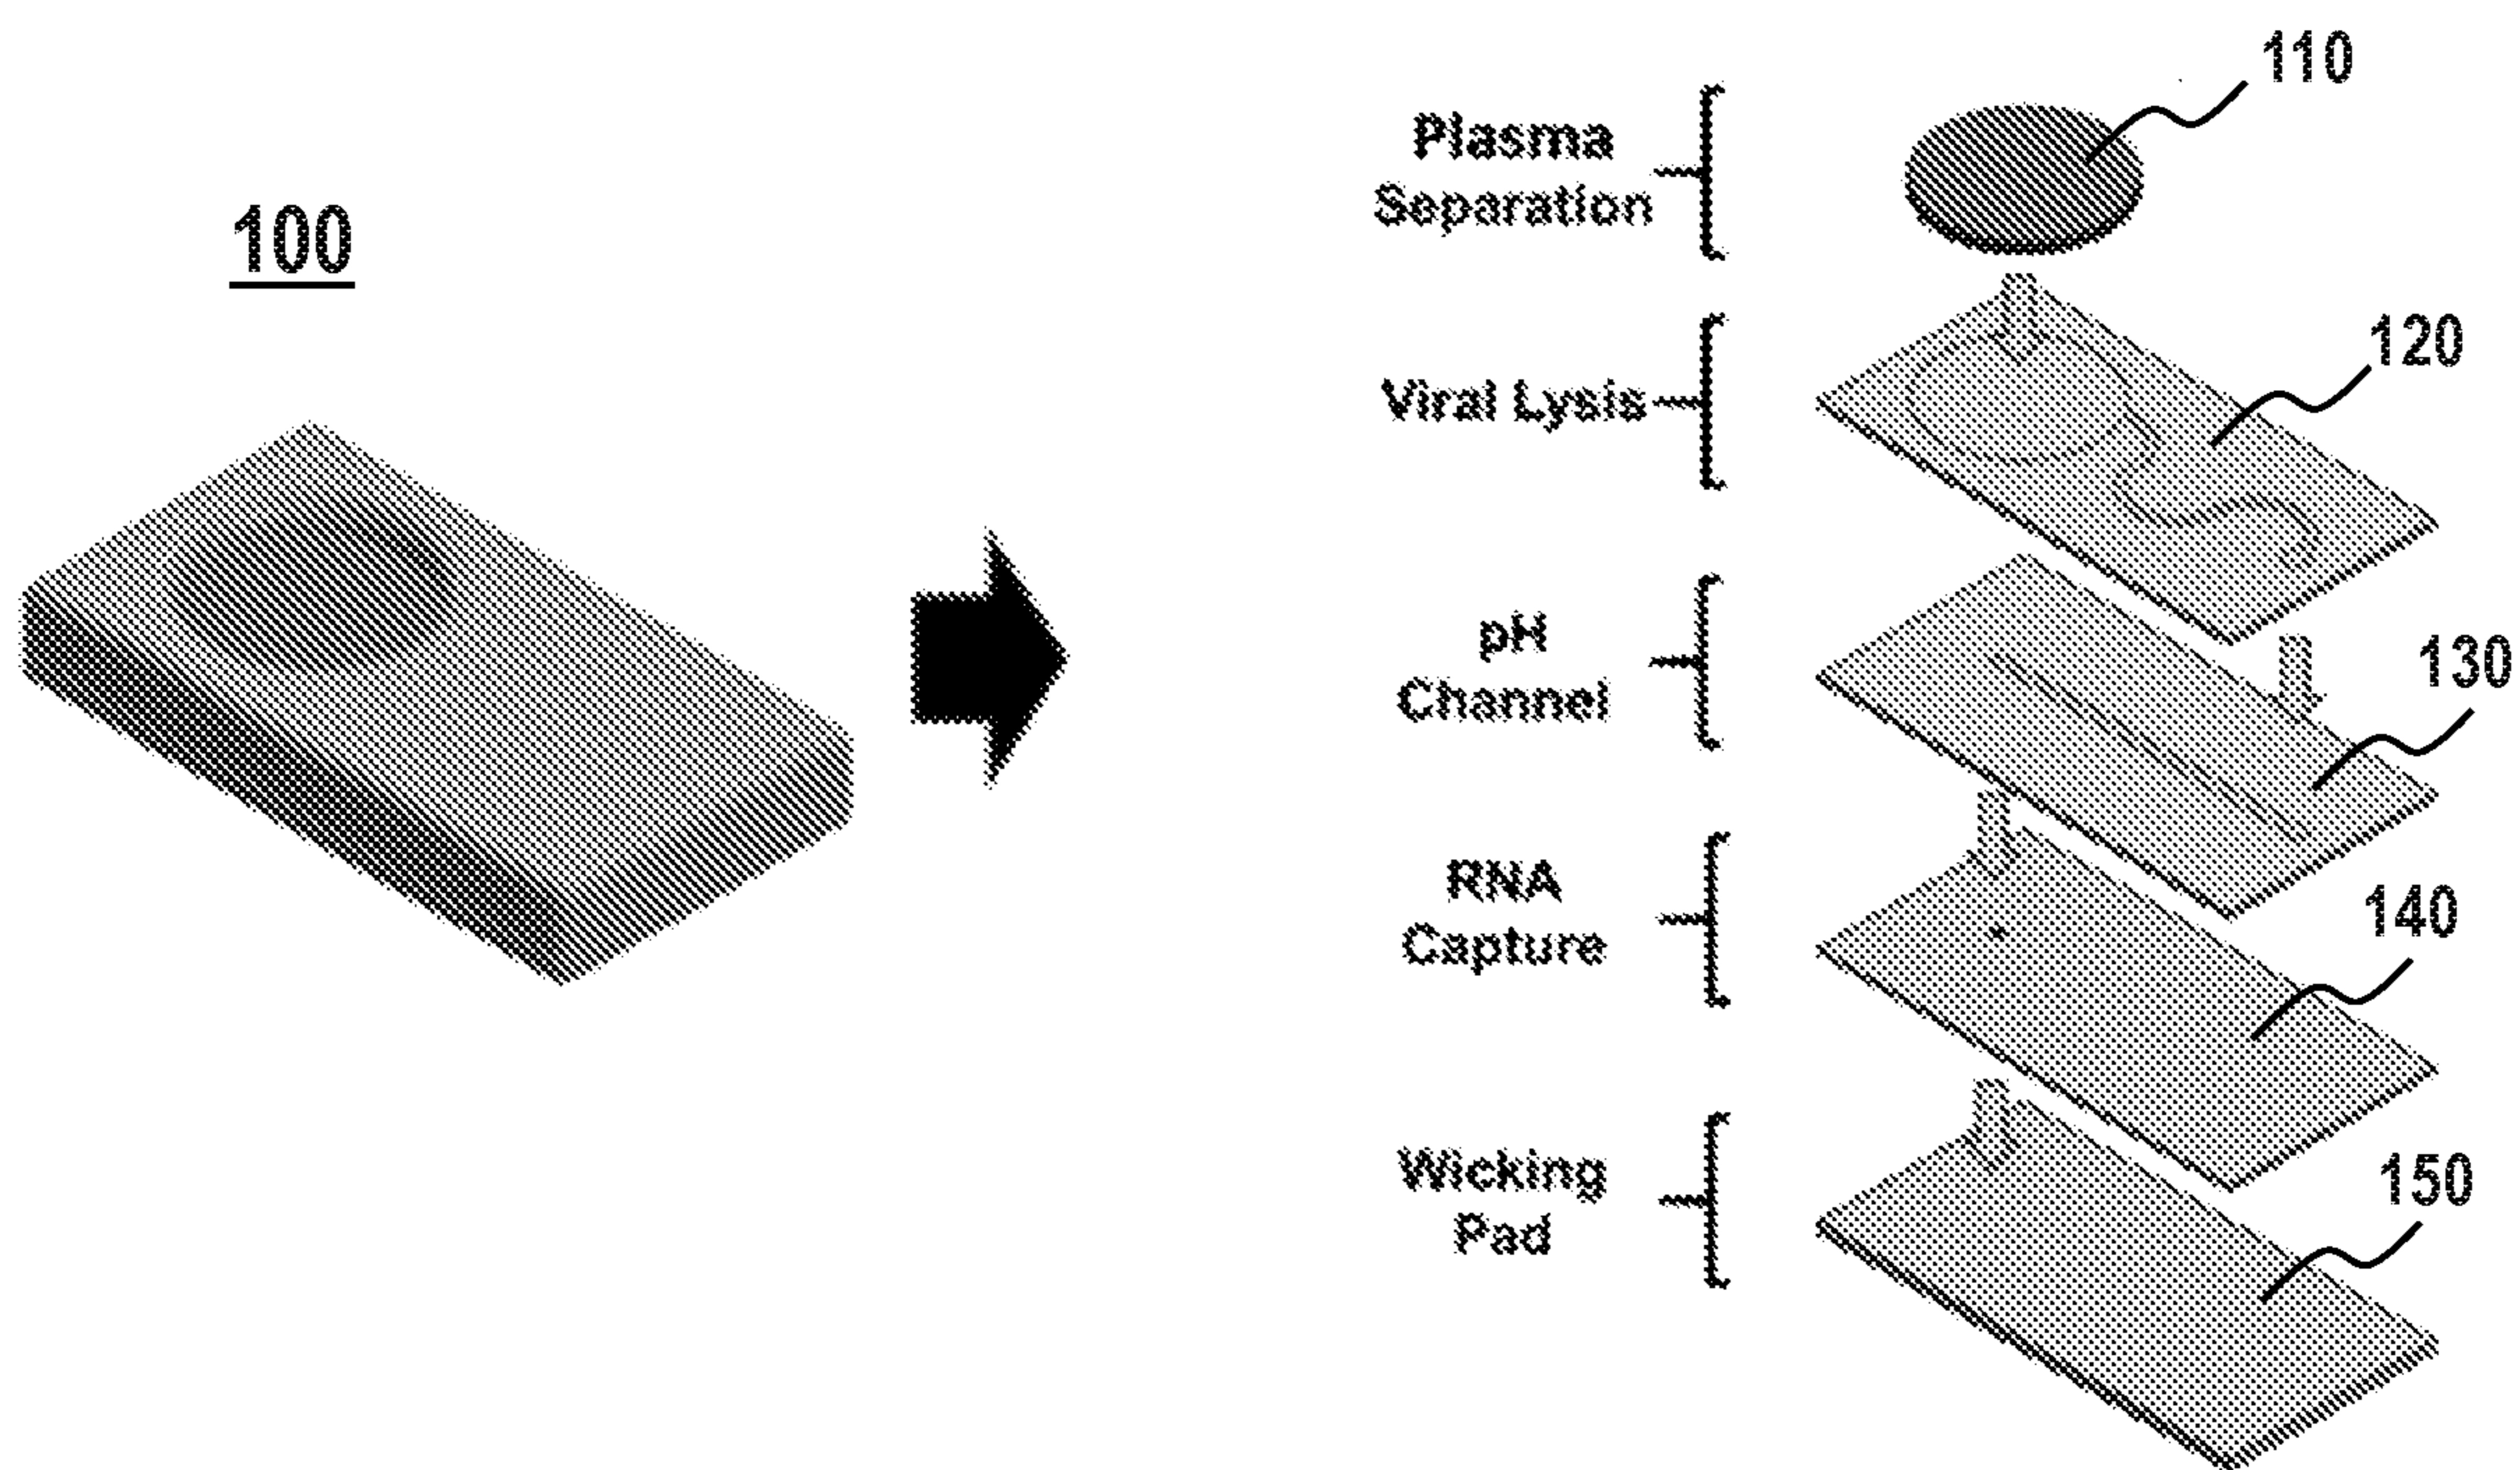 100
Plasma
Separation
110
Viral Lysis
120
pH
Channel
130
RNA
Capture
140
Wicking
Pad
150